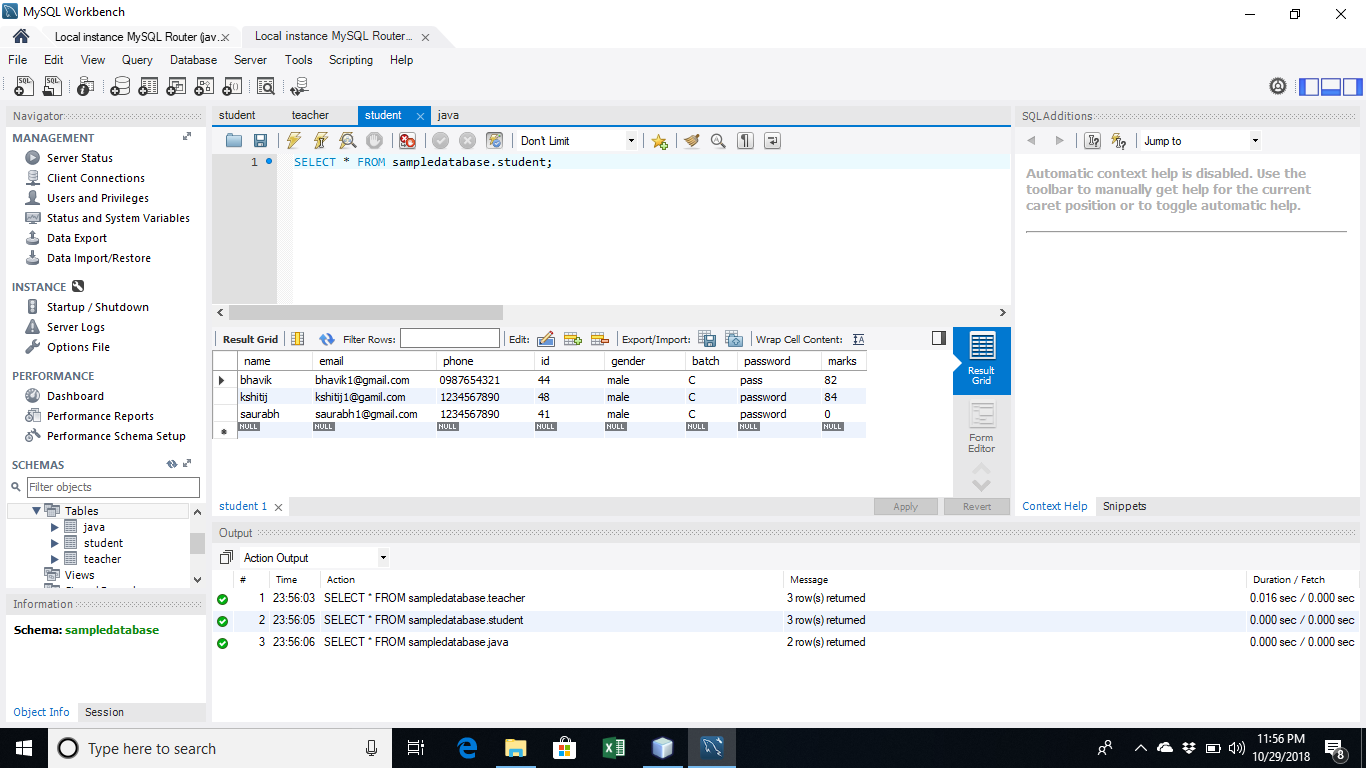 MySQL Workbench
Local instance MySQL Router (jav.
Local instance MySQL Router...
File Edit View Query Database Server Tools Scripting Help
Navigator
MANAGEMENT
Server Status
Client Connections
Users and Privileges
Status and System Variables
Data Export
Data Import/Restore
INSTANCE
Startup / Shutdown
Server Logs
Options File
PERFORMANCE
Dashboard
Performance Reports
Performance Schema Setup
SCHEMAS
Filter objects
Tables
java
student
teacher
Views
Information
Schema: sampledatabase
Object Info Session
student teacher student java
Don't Limit
1 SELECT * FROM sampledatabase.student;
Result Grid Filter Rows: Edit: Export/Import: Wrap Cell Content: IA
name email phone id gender batch password marks
bhavik bhavik1@gmail.com 0987654321 44 male C pass 82
kshitij kshitij1@gamil.com 1234567890 48 male C password 84
saurabh saurabh1@gmail.com 1234567890 41 male C password 0
NULL NULL NULL NULL NULL NULL NULL NULL
Result
Grid
Form
Editor
student 1
Apply Revert
SQLAdditions
Jump to
Automatic context help is disabled. Use the
toolbar to manually get help for the current
caret position or to toggle automatic help.
Context Help Snippets
Output
Action Output
# Time Action Message Duration / Fetch
1 23:56:03 SELECT * FROM sampledatabase.teacher 3 row(s) returned 0.016 sec / 0.000 sec
2 23:56:05 SELECT * FROM sampledatabase.student 3 row(s) returned 0.000 sec / 0.000 sec
3 23:56:06 SELECT * FROM sampledatabase.java 2 row(s) returned 0.000 sec / 0.000 sec
Type here to search
11:56 PM
10/29/2018
8